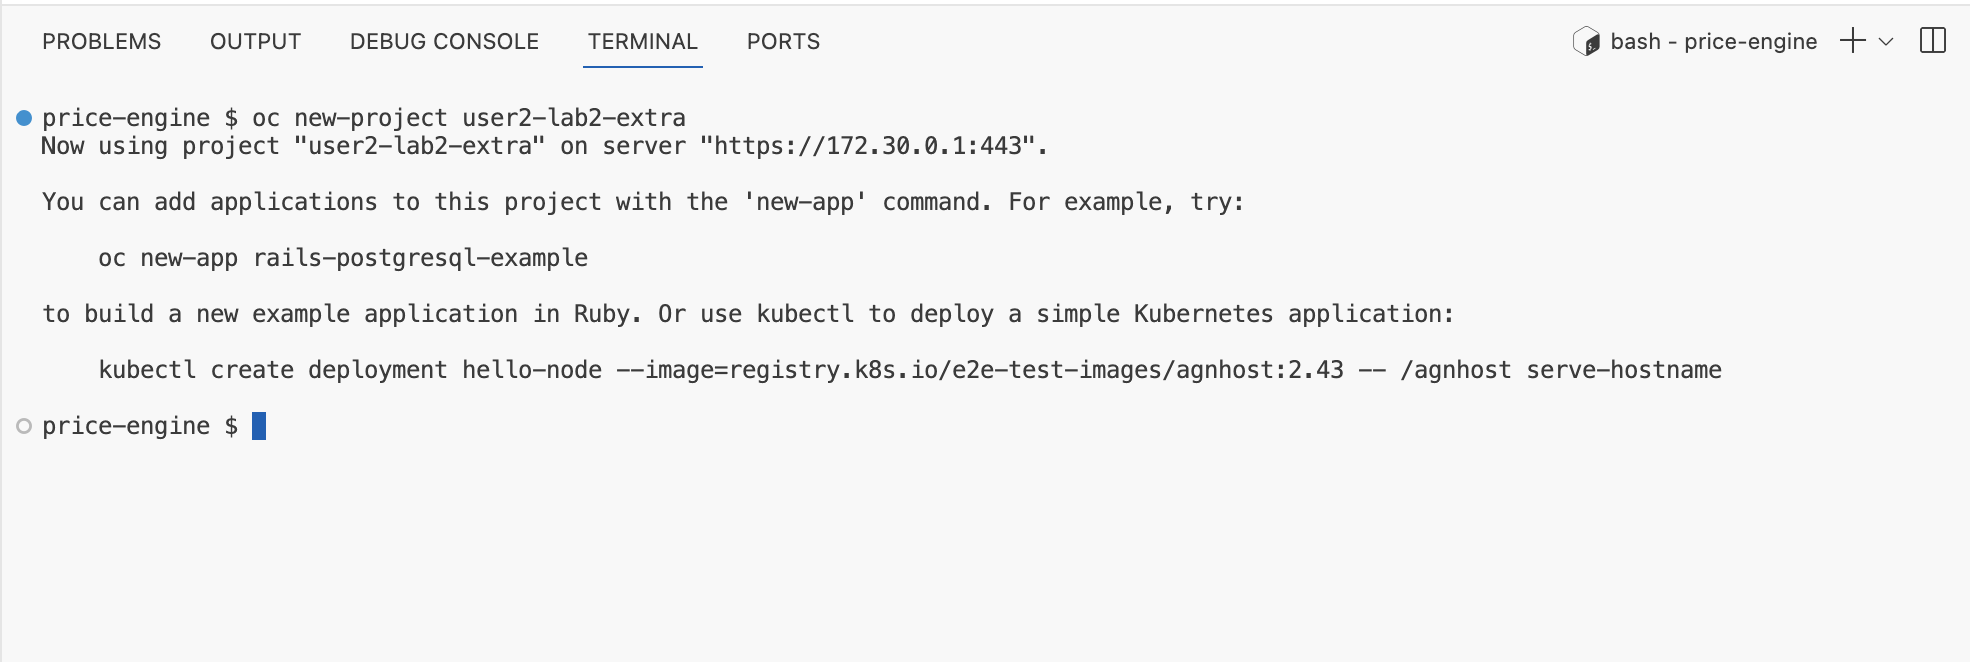 PROBLEMS OUTPUT DEBUG CONSOLE TERMINAL PORTS bash - price-engine
price-engine $ oc new-project user2-lab2-extra
Now using project "user2-lab2-extra" on server "https://172.30.0.1:443".
You can add applications to this project with the 'new-app' command. For example, try:
oc new-app rails-postgresql-example
to build a new example application in Ruby. Or use kubectl to deploy a simple Kubernetes application:
kubectl create deployment hello-node --image=registry.k8s.io/e2e-test-images/agnhost:2.43 -- /agnhost serve-hostname
price-engine $